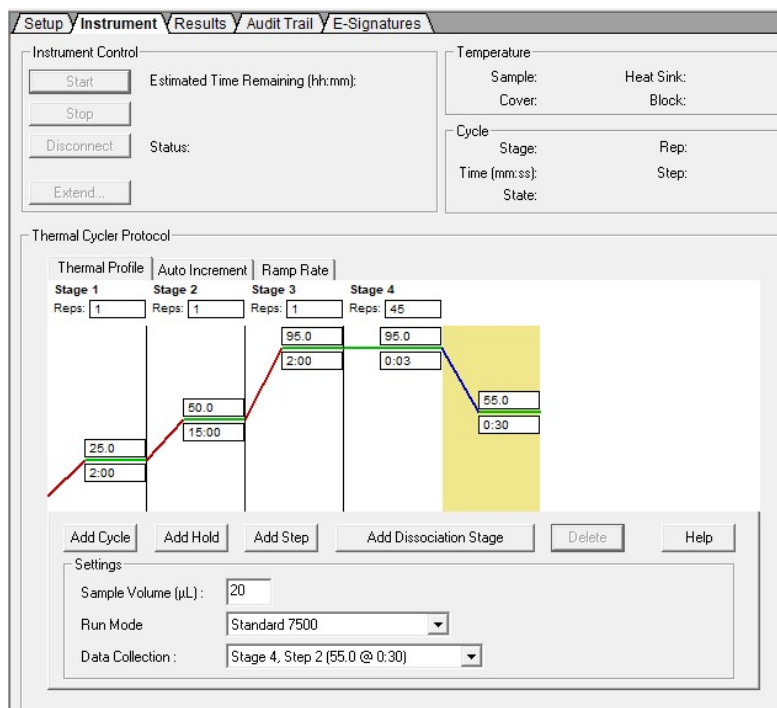 Setup Instrument Results Audit Trail E-Signatures
Instrument Control
Start Estimated Time Remaining (hh:mm):
Stop
Disconnect Status:
Extend...
Temperature
Sample: Heat Sink:
Cover: Block:
Cycle
Stage: Rep:
Time (mm:ss): Step:
State:
Thermal Cycler Protocol
Thermal Profile Auto Increment Ramp Rate
Stage 1 Stage 2 Stage 3 Stage 4
Reps: 1 Reps: 1 Reps: 1 Reps: 45
95.0 95.0
2:00 0:03
50.0 55.0
15:00 0:30
25.0
2:00
Add Cycle Add Hold Add Step Add Dissociation Stage Delete Help
Settings
Sample Volume (µL) : 20
Run Mode Standard 7500
Data Collection : Stage 4, Step 2 (55.0 @ 0:30)